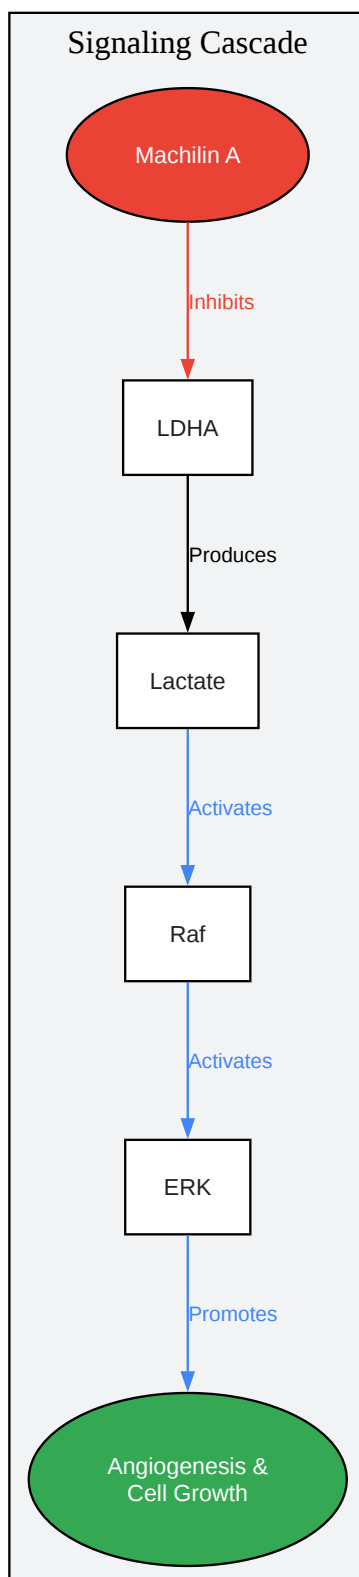 Signaling Cascade
Machilin A
Inhibits
LDHA
Produces
Lactate
Activates
Raf
Activates
ERK
Promotes
Angiogenesis &
Cell Growth